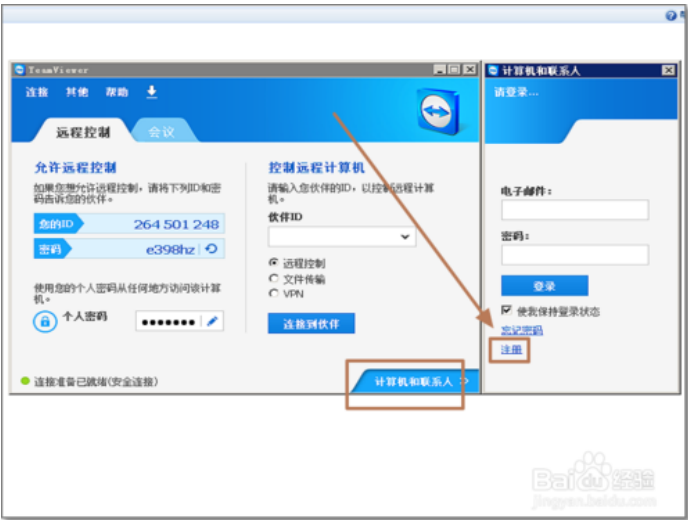 TeamViewer
连接 其他 帮助
远程控制 会议
允许远程控制
如果您想允许远程控制，请将下列ID和密
码告诉您的伙伴。
您的ID 264 501 248
密码 e398hz
使用您的个人密码从任何地方访问该计算
机。
个人密码
连接准备已就绪(安全连接)
控制远程计算机
请输入您伙伴的ID，以控制远程计算
机。
伙伴ID
远程控制
文件传输
VPN
连接到伙伴
计算机和联系人
计算机和联系人
请登录...
电子邮件：
密码：
登录
使我保持登录状态
忘记密码
注册
Baidu 经验
jingyan.baidu.com